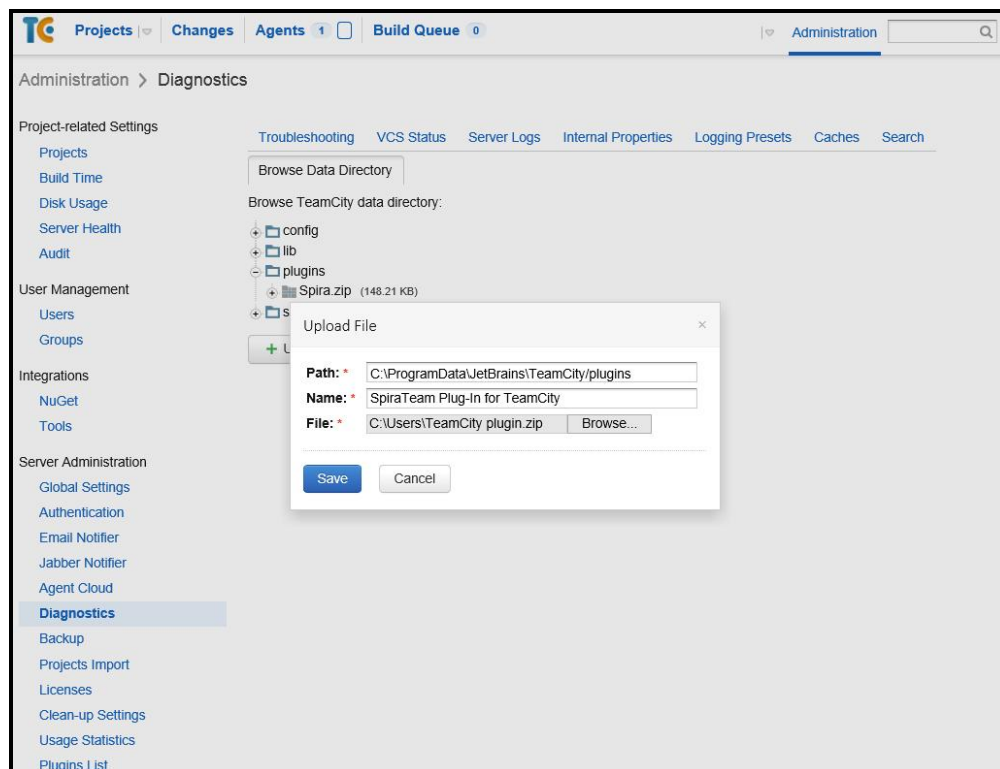 TC Projects Changes Agents 1 Build Queue 0 Administration
Administration > Diagnostics
Project-related Settings
Projects
Build Time
Disk Usage
Server Health
Audit
User Management
Users
Groups
Integrations
NuGet
Tools
Server Administration
Global Settings
Authentication
Email Notifier
Jabber Notifier
Agent Cloud
Diagnostics
Backup
Projects Import
Licenses
Clean-up Settings
Usage Statistics
Plugins List
Troubleshooting VCS Status Server Logs Internal Properties Logging Presets Caches Search
Browse Data Directory
Browse TeamCity data directory:
config
lib
plugins
Spira.zip (148.21 KB)
Upload File
Path: * C:\ProgramData\JetBrains\TeamCity/plugins
Name: * SpiraTeam Plug-In for TeamCity
File: * C:\Users\TeamCity plugin.zip Browse...
Save Cancel